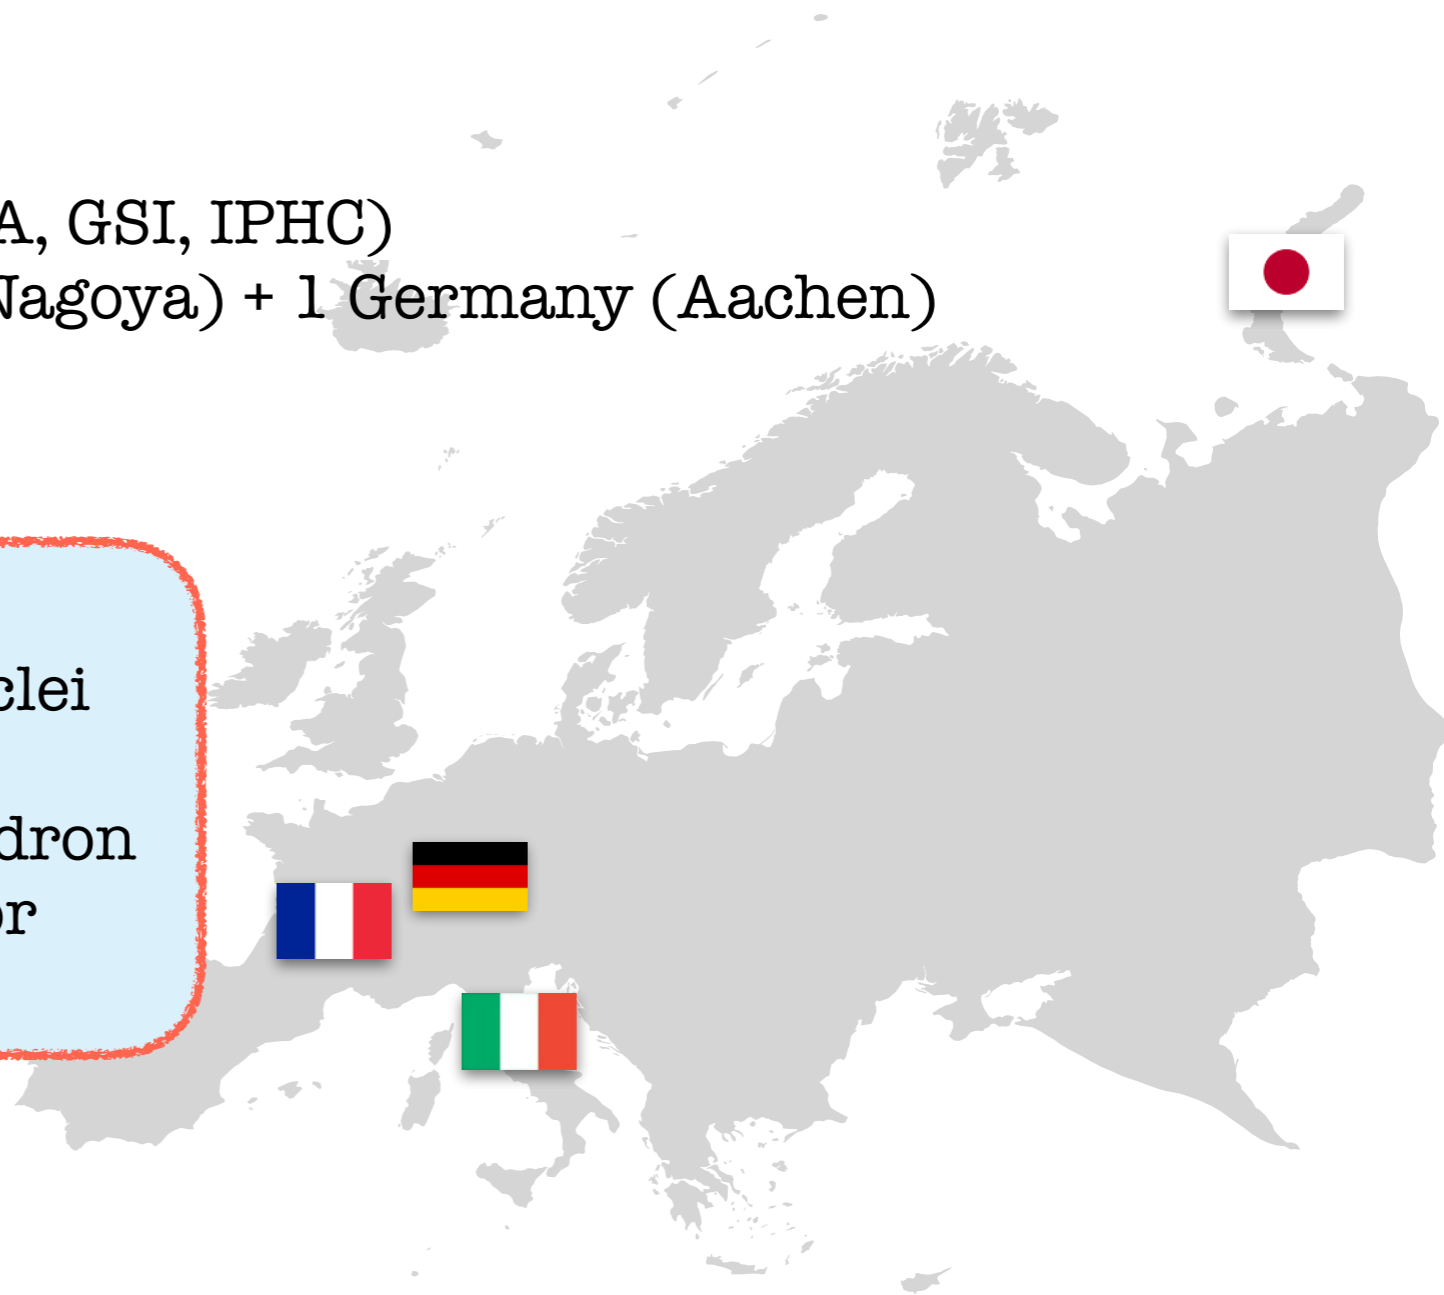 A, GSI, IPHC)
Nagoya) + 1 Germany (Aachen)
clei
dron
or